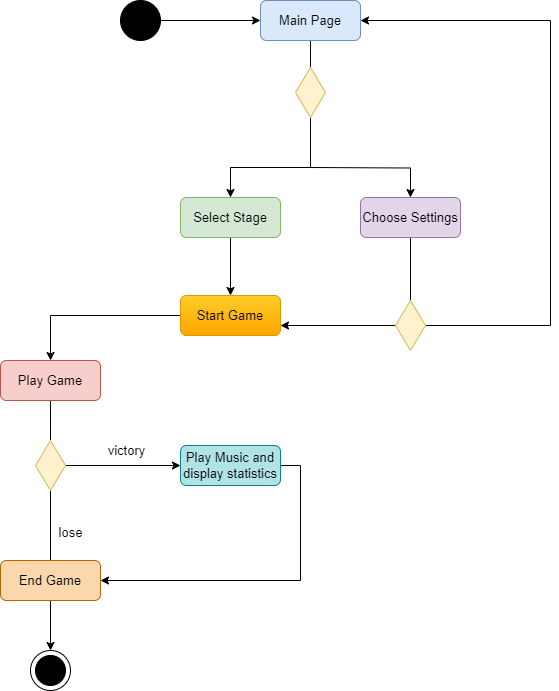 Main Page
Select Stage
Choose Settings
Start Game
Play Game
victory
Play Music and
display statistics
lose
End Game